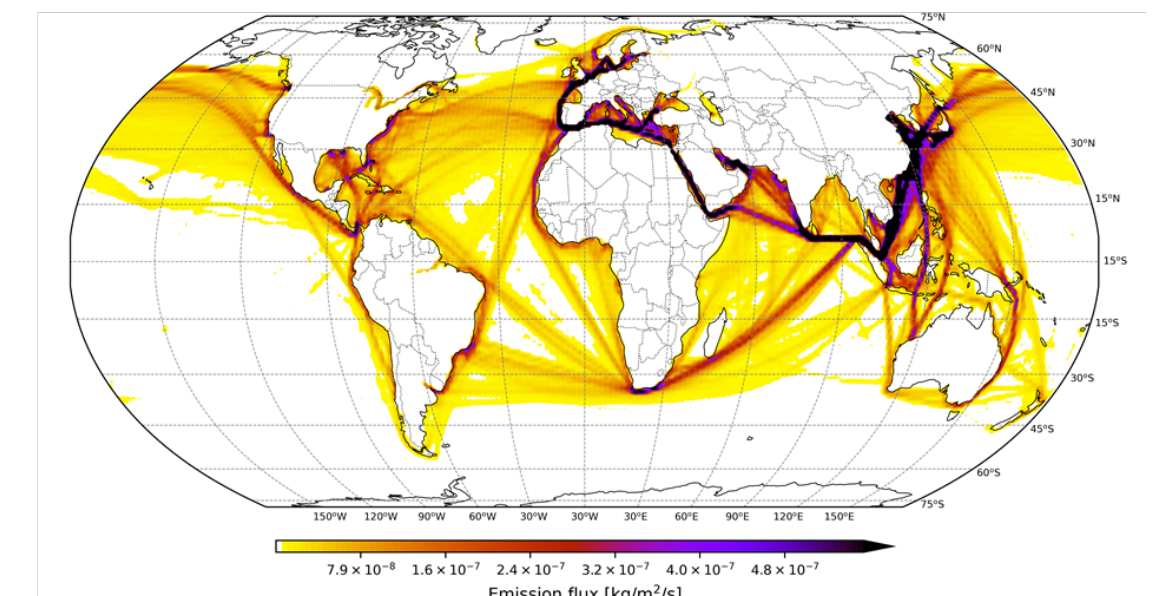 75°N
60°N
45°N
30°N
15°N
15°S
15°S
30°S
45°S
60°S
75°S
150°W 120°W 90°W 60°W 30°W 30°W 30°E 60°E 90°E 120°E 150°E
7.9 × 10⁻⁸ 1.6 × 10⁻⁷ 2.4 × 10⁻⁷ 3.2 × 10⁻⁷ 4.0 × 10⁻⁷ 4.8 × 10⁻⁷
Emission flux [kg/m²/s]